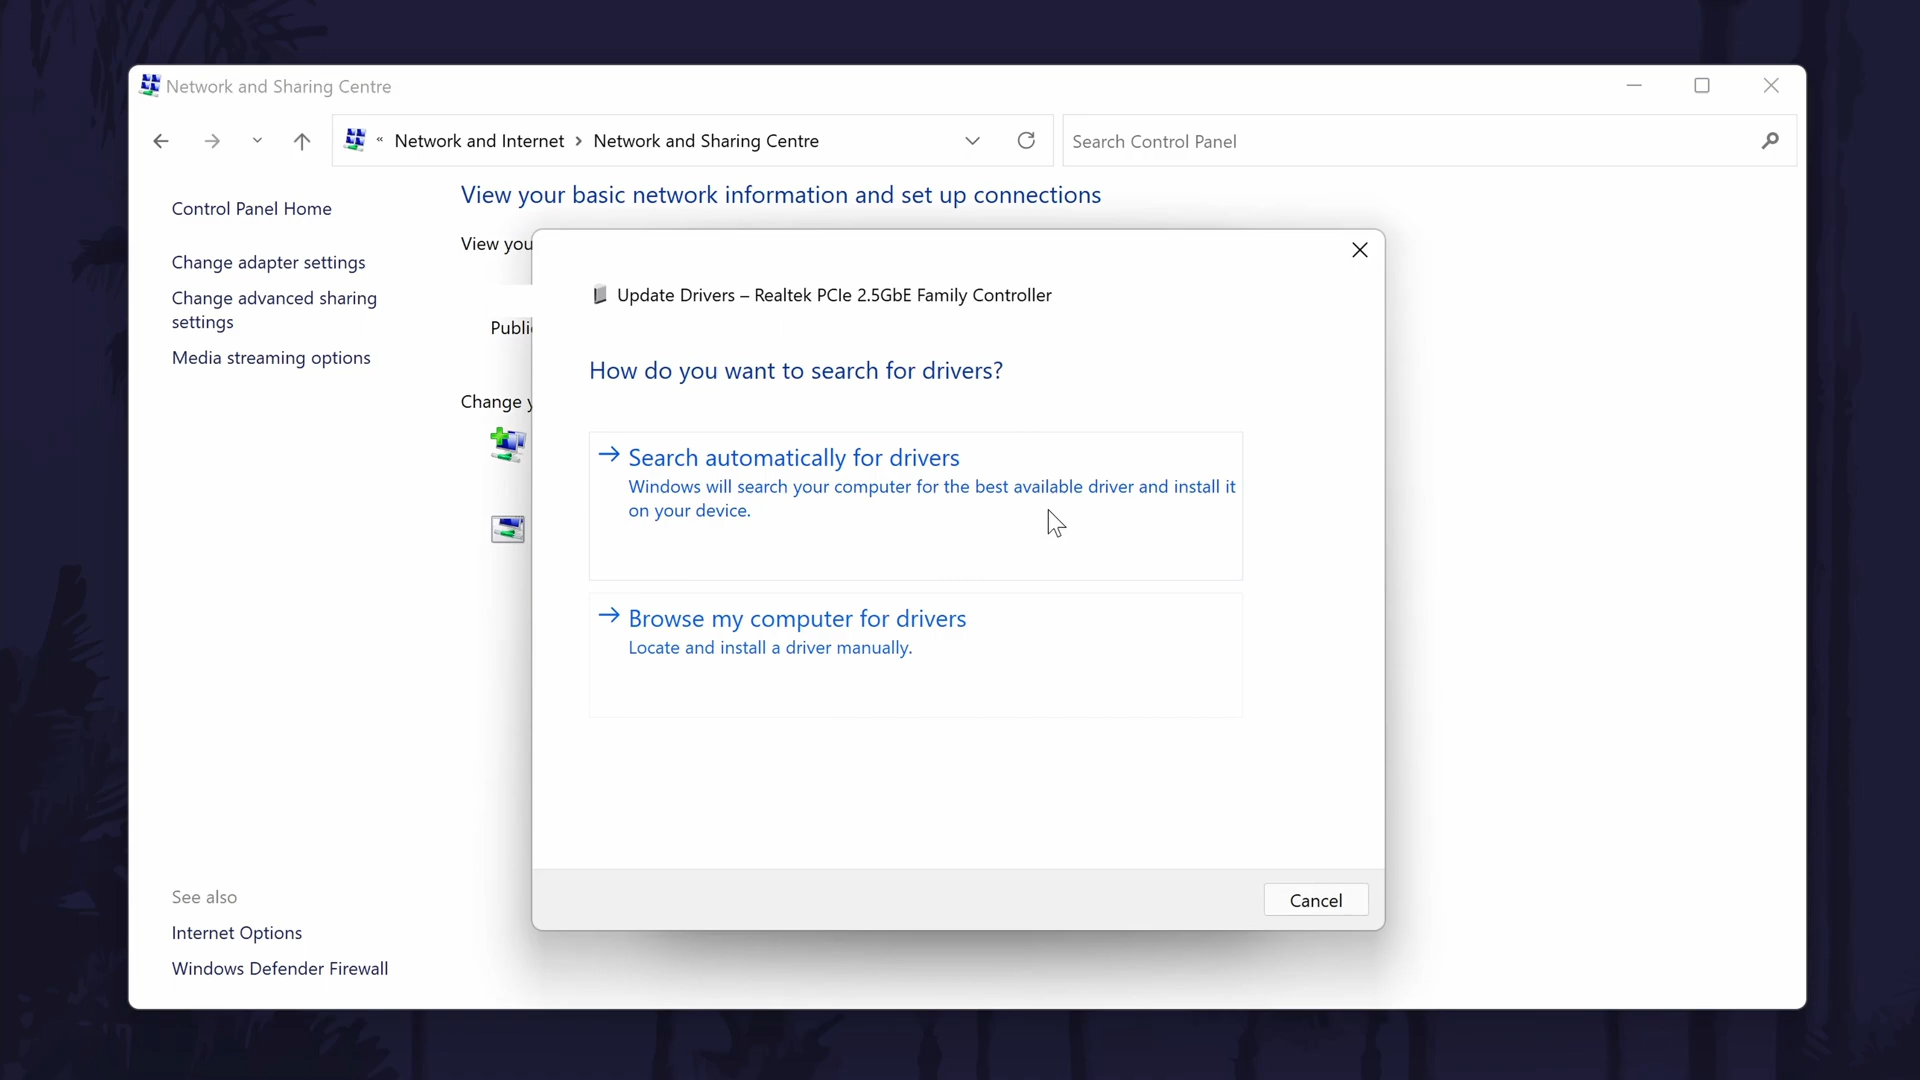 Network and Sharing Centre
« Network and Internet › Network and Sharing Centre
Search Control Panel
Control Panel Home
Change adapter settings
Change advanced sharing
settings
Media streaming options
See also
Internet Options
Windows Defender Firewall
View your basic network information and set up connections
View you
Publi
Change y
Update Drivers – Realtek PCIe 2.5GbE Family Controller
How do you want to search for drivers?
Search automatically for drivers
Windows will search your computer for the best available driver and install it
on your device.
Browse my computer for drivers
Locate and install a driver manually.
Cancel